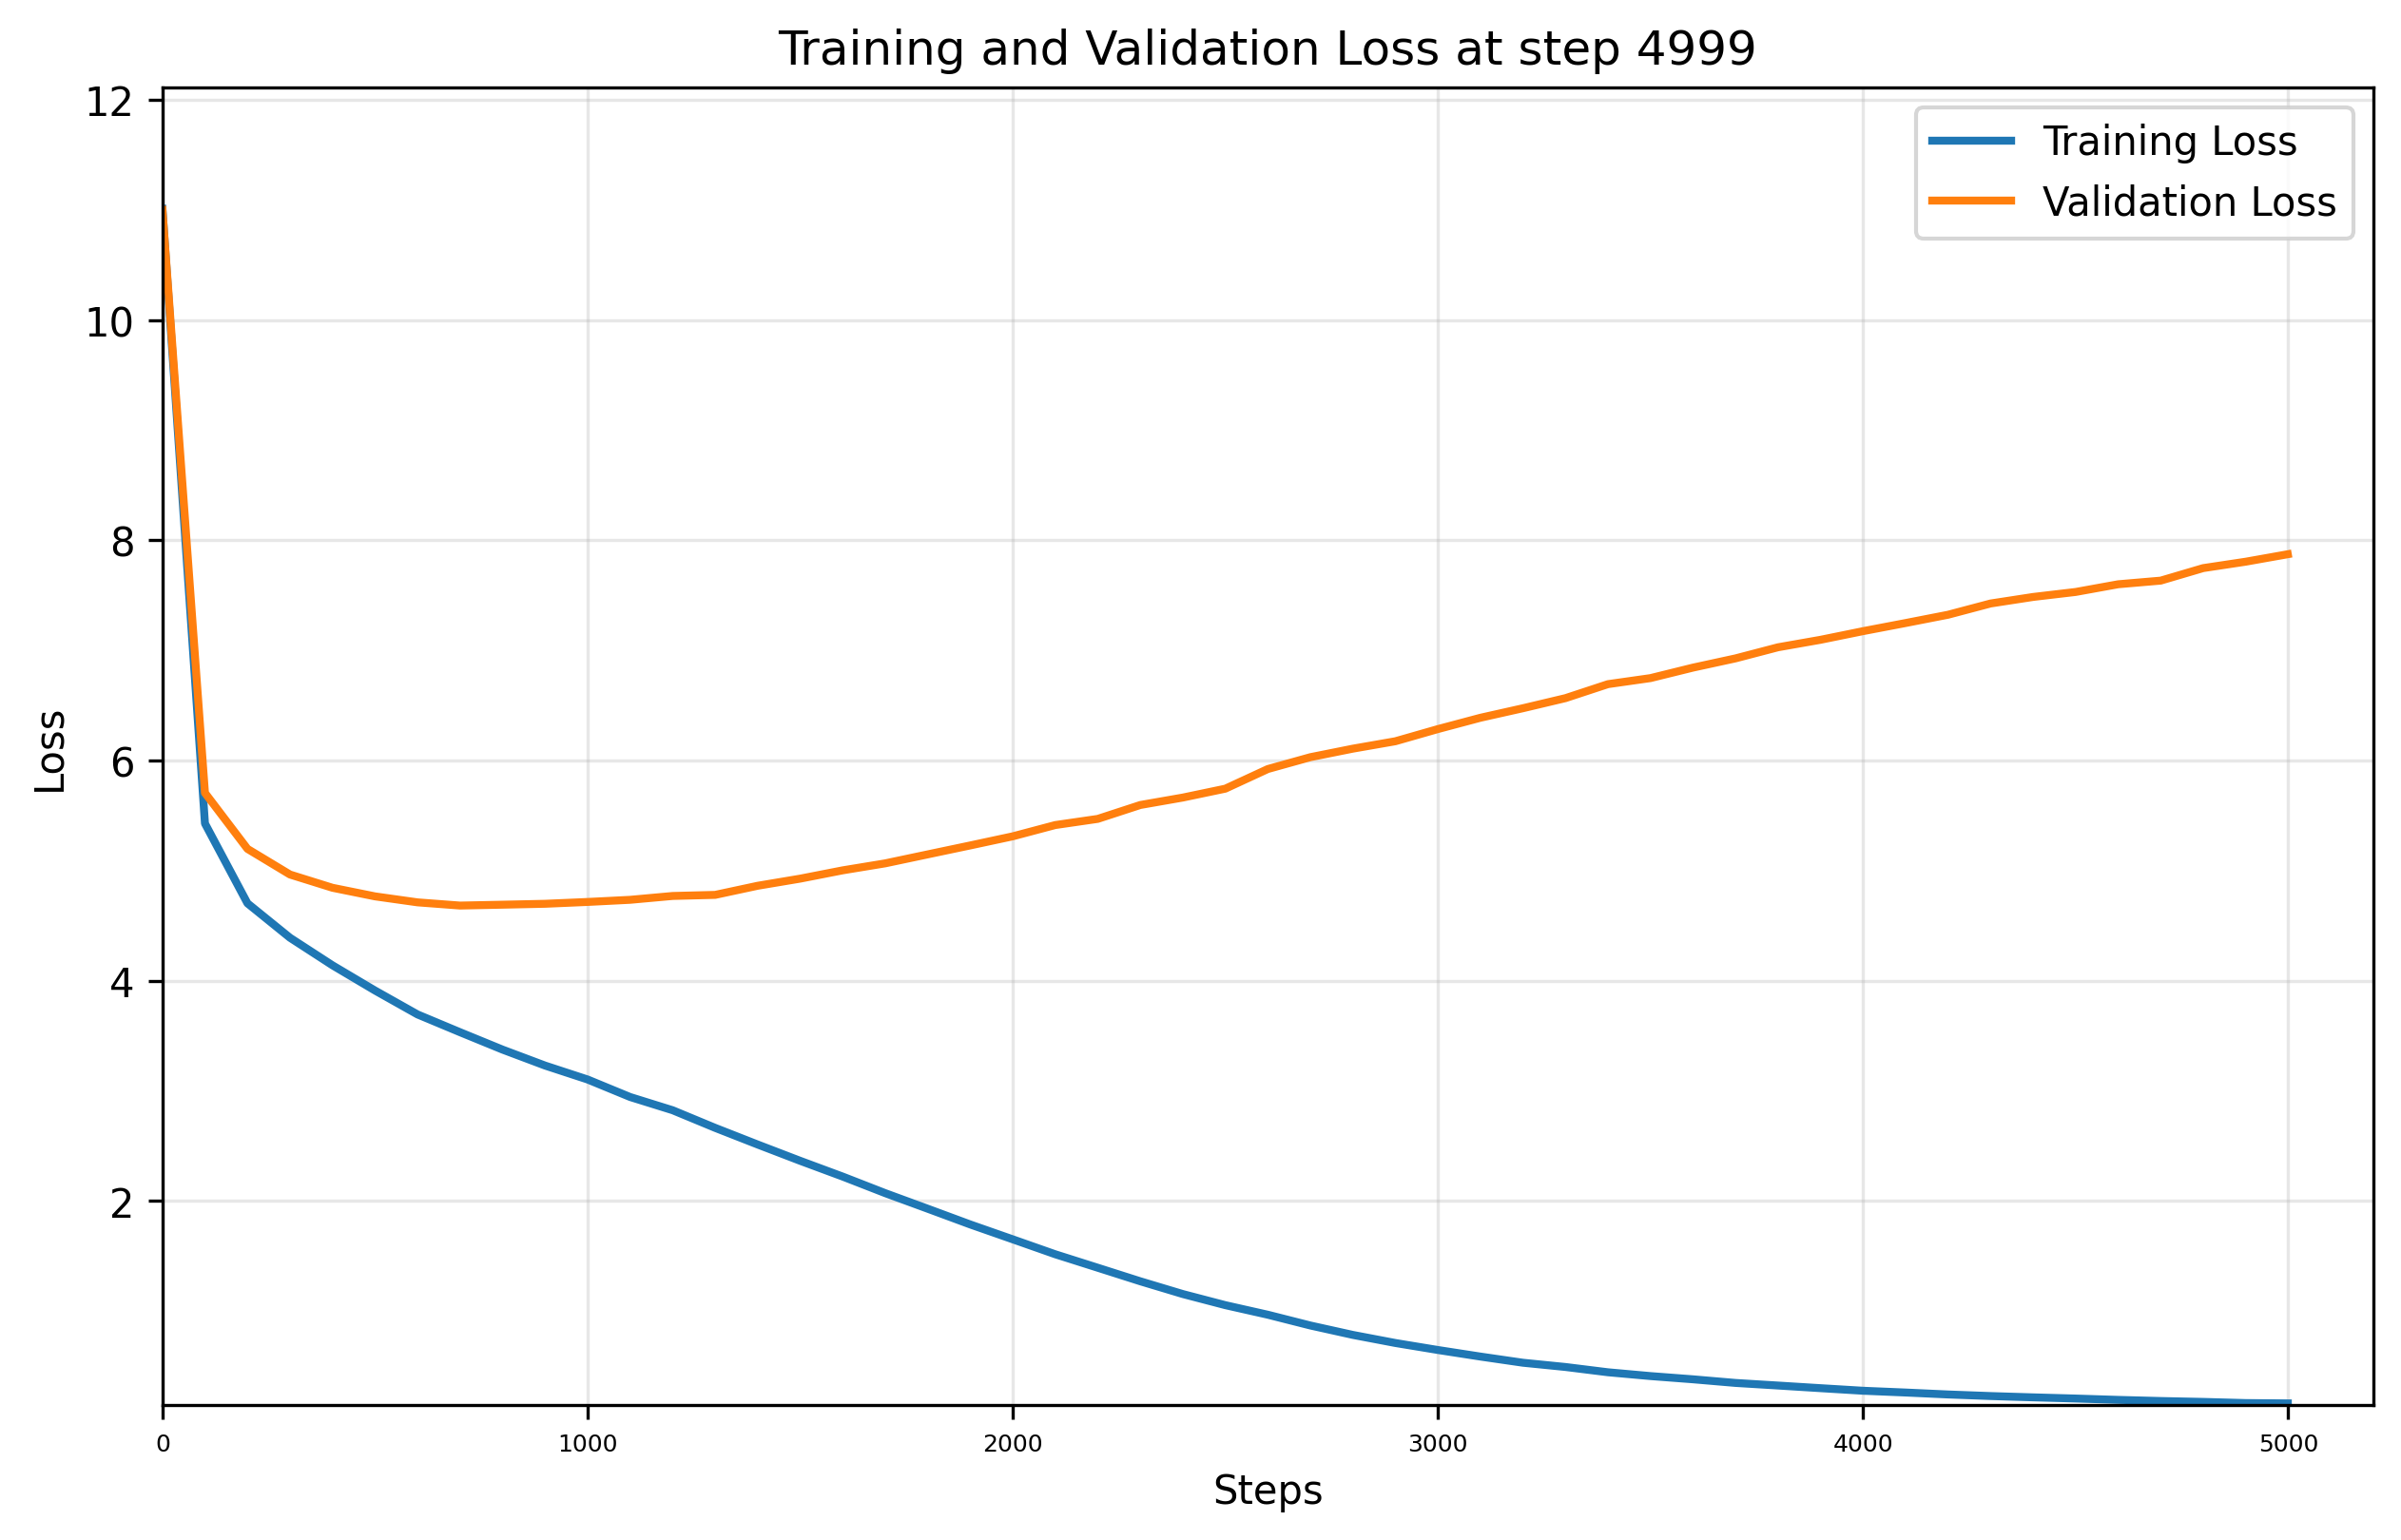 Training and Validation Loss at step 4999
Training Loss
Validation Loss
12
10
8
6
4
2
Loss
0 1000 2000 3000 4000 5000
Steps